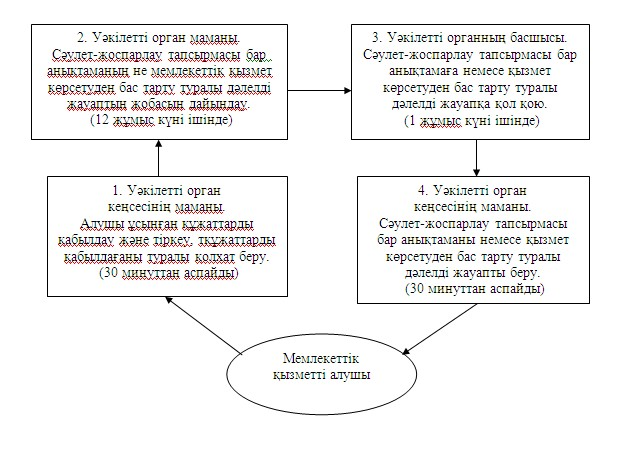 2. Уәкілетті орган маманы.
Сәулет-жоспарлау тапсырмасы бар
анықтаманың не мемлекеттік қызмет
көрсетуден бас тарту туралы дәлелді
жауаптың жобасын дайындау.
(12 жұмыс күні ішінде)
3. Уәкілетті органның басшысы.
Сәулет-жоспарлау тапсырмасы бар
анықтамаға немесе қызмет
көрсетуден бас тарту туралы
дәлелді жауапқа қол қою.
(1 жұмыс күні ішінде)
1. Уәкілетті орган
кеңсесінің маманы.
Алушы ұсынған құжаттарды
қабылдау және тіркеу, тқұжаттарды
қабылдағаны туралы қолхат беру.
(30 минуттан аспайды)
4. Уәкілетті орган
кеңсесінің маманы.
Сәулет-жоспарлау тапсырмасы
бар анықтаманы немесе қызмет
көрсетуден бас тарту туралы
дәлелді жауапты беру.
(30 минуттан аспайды)
Мемлекеттік
қызметті алушы